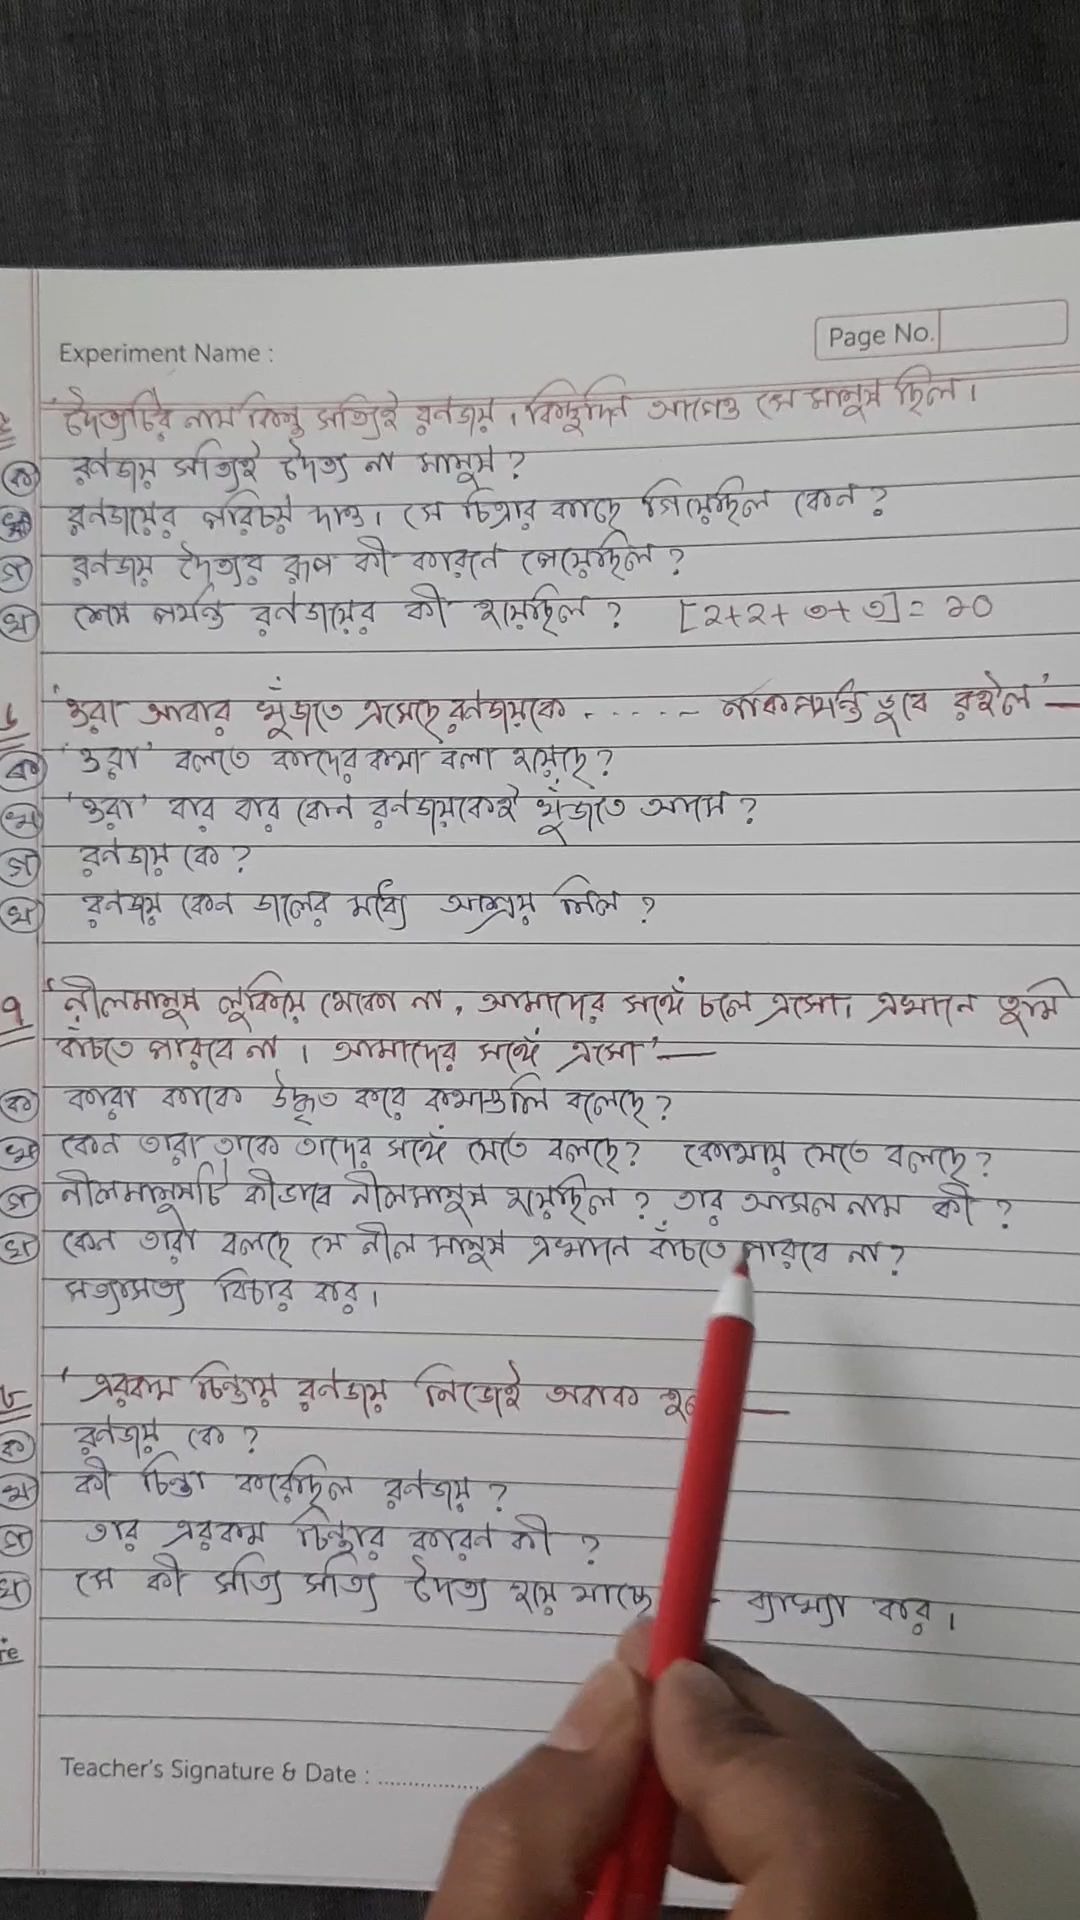 Page No.
Experiment Name :
৫ 'দৈত্যটির নাম কিন্তু সত্যিই রনজয়। কিছুদিন আগেও সে মানুষ ছিল।
ক রনজয় সত্যিই দৈত্য না মানুষ?
খ রনজয়ের পরিচয় দাও। সে চিত্রার কাছে গিয়েছিল কেন?
গ রনজয় দৈত্যর রূপ কী কারনে পেয়েছিল?
ঘ শেষ পর্যন্ত রনজয়ের কী হয়েছিল? [২+২+৩+৩]= ১০
৬ 'ওরা আবার খুঁজতে এসেছে রনজয়কে ...... নাক পর্যন্ত ডুবে রইল' —
ক 'ওরা' বলতে কাদের কথা বলা হয়েছে?
খ 'ওরা' বার বার কেন রনজয়কেই খুঁজতে আসে?
গ রনজয় কে?
ঘ রনজয় কেন জলের মধ্যে আশ্রয় নিল?
৭ 'নীলমানুষ লুকিয়ে থেকো না, আমাদের সঙ্গে চলে এসো। এখানে তুমি
বাঁচতে পারবে না। আমাদের সঙ্গে এসো' —
ক কারা কাকে উদ্ধৃত করে কথাগুলি বলেছে?
খ কেন তারা তাকে তাদের সঙ্গে যেতে বলছে? কোথায় যেতে বলছে?
গ নীলমানুষটি কীভাবে নীলমানুষ হয়েছিল? তার আসল নাম কী?
ঘ কেন তারা বলছে যে নীল মানুষ এখানে বাঁচতে পারবে না?
সত্যাসত্য বিচার কর।
৮ 'এরকম চিন্তায় রনজয় নিজেই অবাক —
ক রনজয় কে?
খ কী চিন্তা করেছিল রনজয়?
গ তার এরকম চিন্তার কারন কী?
ঘ সে কী সত্যি সত্যি দৈত্য হয়ে যাচ্ছে - ব্যাখ্যা কর।
Teacher's Signature & Date :